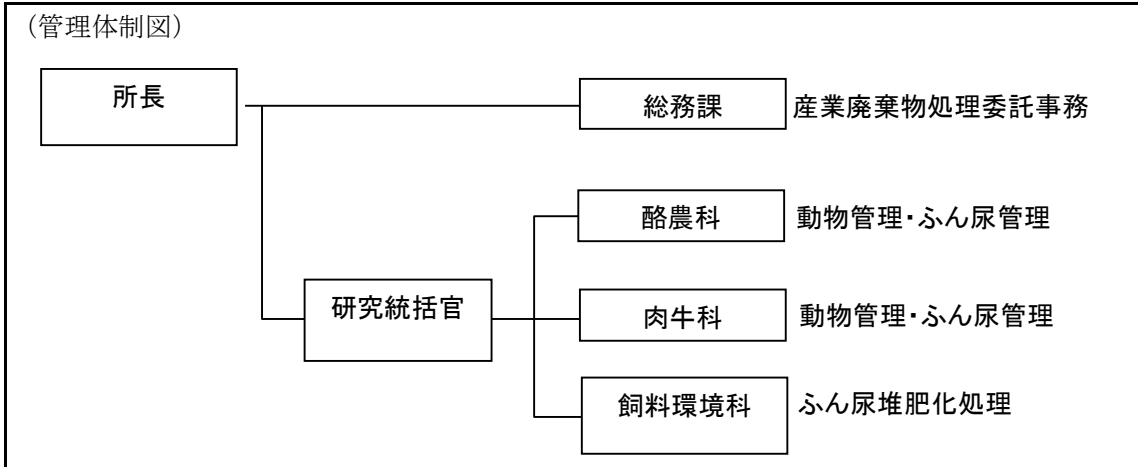 （管理体制図）
所長
総務課 産業廃棄物処理委託事務
酪農科 動物管理・ふん尿管理
研究統括官
肉牛科 動物管理・ふん尿管理
飼料環境科 ふん尿堆肥化処理